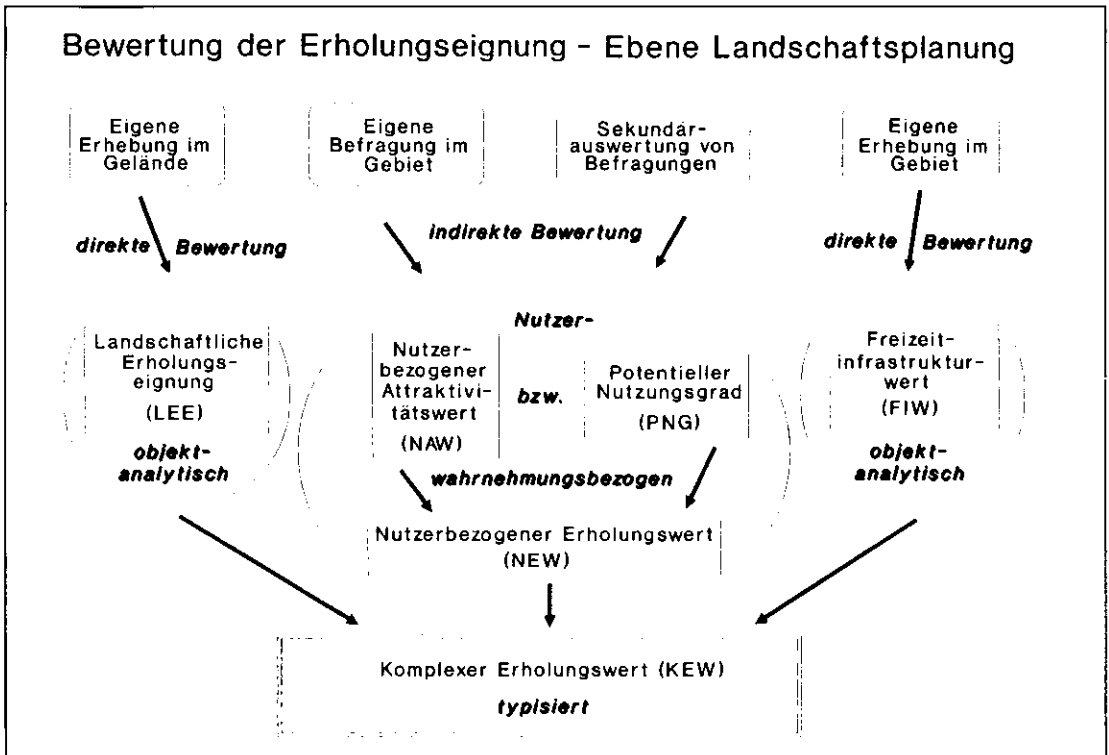 Bewertung der Erholungseignung - Ebene Landschaftsplanung
Eigene
Erhebung im
Gelände
Eigene
Befragung im
Gebiet
Sekundär-
auswertung von
Befragungen
Eigene
Erhebung im
Gebiet
direkte Bewertung
indirekte Bewertung
direkte Bewertung
Landschaftliche
Erholungs-
eignung
(LEE)
objekt-
analytisch
Nutzer-
Nutzer-
bezogener
Attraktivi-
tätswert
(NAW)
bzw.
Potentieller
Nutzungsgrad
(PNG)
wahrnehmungsbezogen
Freizeit-
infrastruktur-
wert
(FIW)
objekt-
analytisch
Nutzerbezogener Erholungswert
(NEW)
Komplexer Erholungswert (KEW)
typisiert